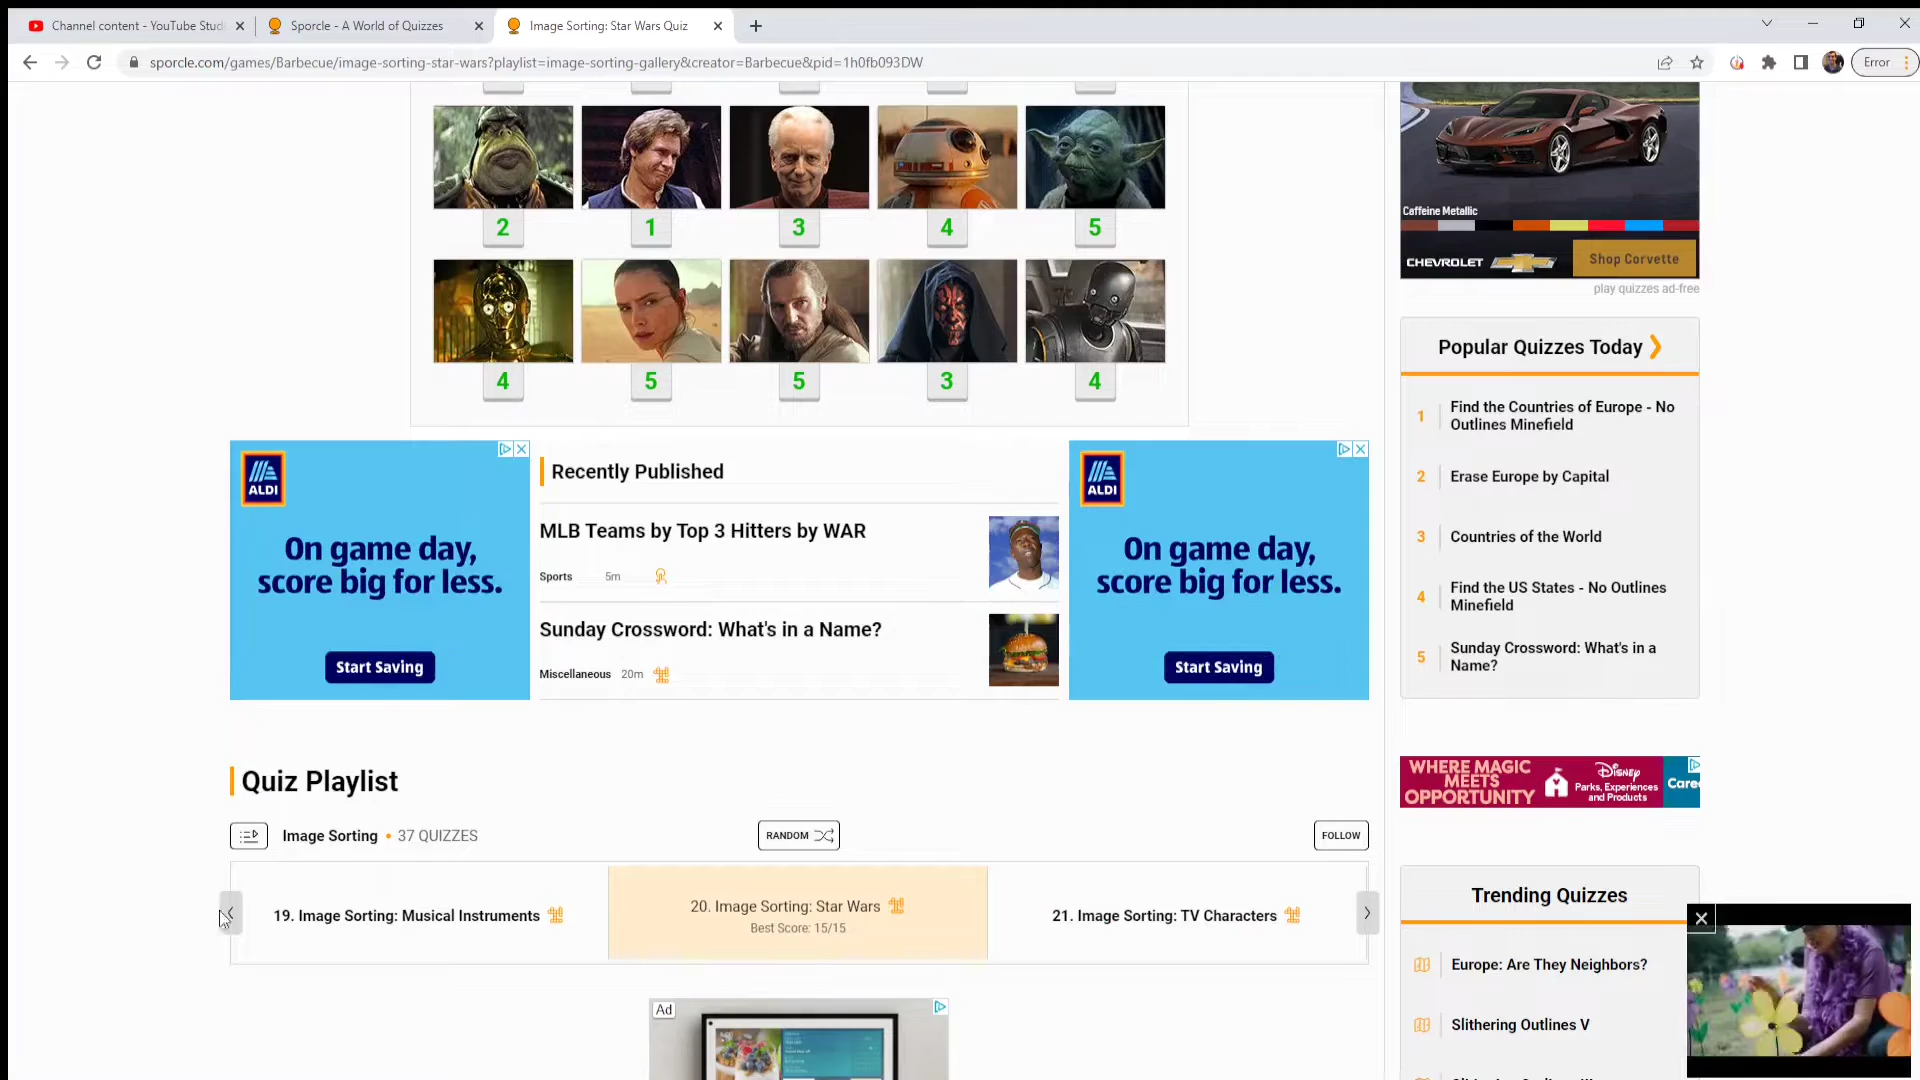 Channel content - YouTube Stud
Sporcle - A World of Quizzes
Image Sorting: Star Wars Quiz
sporcle.com/games/Barbecue/image-sorting-star-wars?playlist=image-sorting-gallery&creator=Barbecue&pid=1h0fb093DW
Error
2
1
3
4
5
4
5
5
3
4
Caffeine Metallic
CHEVROLET
Shop Corvette
play quizzes ad-free
Popular Quizzes Today
1 Find the Countries of Europe - No
Outlines Minefield
2 Erase Europe by Capital
3 Countries of the World
4 Find the US States - No Outlines
Minefield
5 Sunday Crossword: What's in a
Name?
ALDI
On game day,
score big for less.
Start Saving
Recently Published
MLB Teams by Top 3 Hitters by WAR
Sports 5m
Sunday Crossword: What's in a Name?
Miscellaneous 20m
ALDI
On game day,
score big for less.
Start Saving
WHERE MAGIC
MEETS
OPPORTUNITY
Disney
Parks, Experiences
and Products
Care
Quiz Playlist
Image Sorting • 37 QUIZZES
RANDOM
FOLLOW
19. Image Sorting: Musical Instruments
20. Image Sorting: Star Wars
Best Score: 15/15
21. Image Sorting: TV Characters
Ad
Trending Quizzes
Europe: Are They Neighbors?
Slithering Outlines V